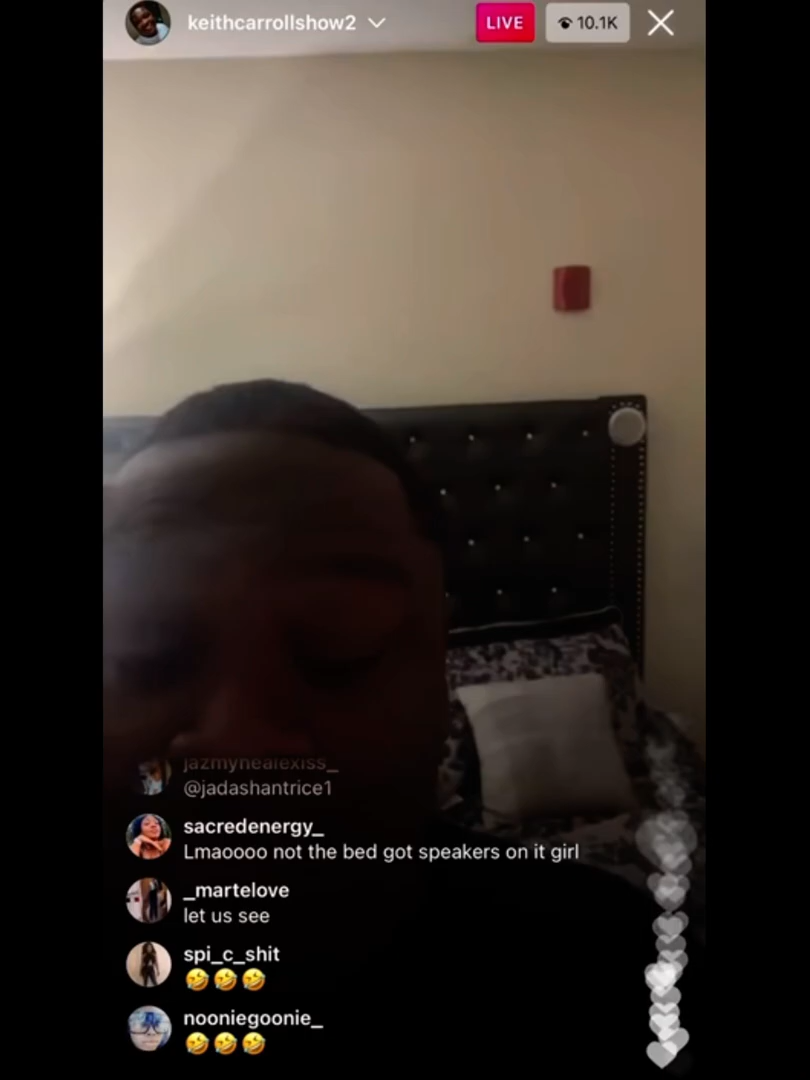 keithcarrollshow2
LIVE
10.1K
jazmynealexiss_
@jadashantrice1
sacredenergy_
Lmaoooo not the bed got speakers on it girl
_martelove
let us see
spi_c_shit
🤣🤣🤣
nooniegoonie_
🤣🤣🤣